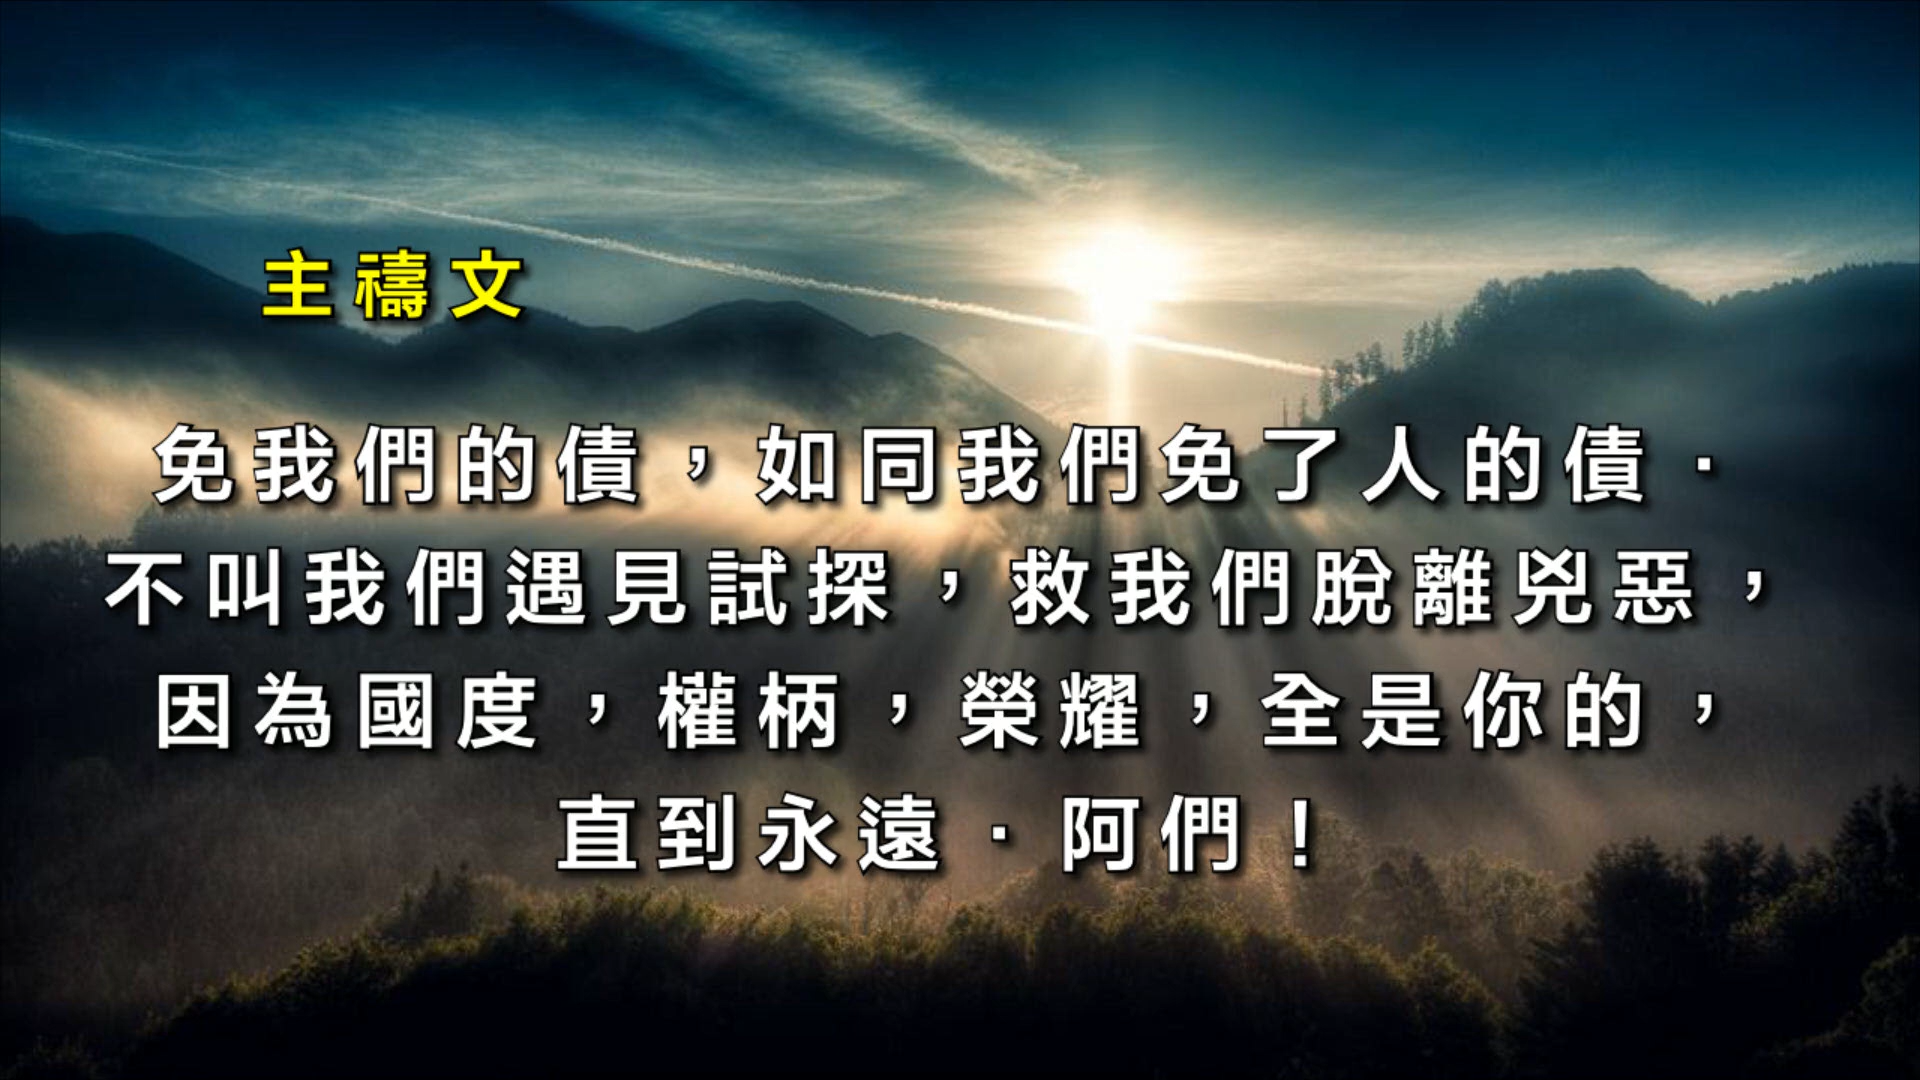 主禱文
免我們的債，如同我們免了人的債．
不叫我們遇見試探，救我們脫離兇惡，
因為國度，權柄，榮耀，全是你的，
直到永遠．阿們！